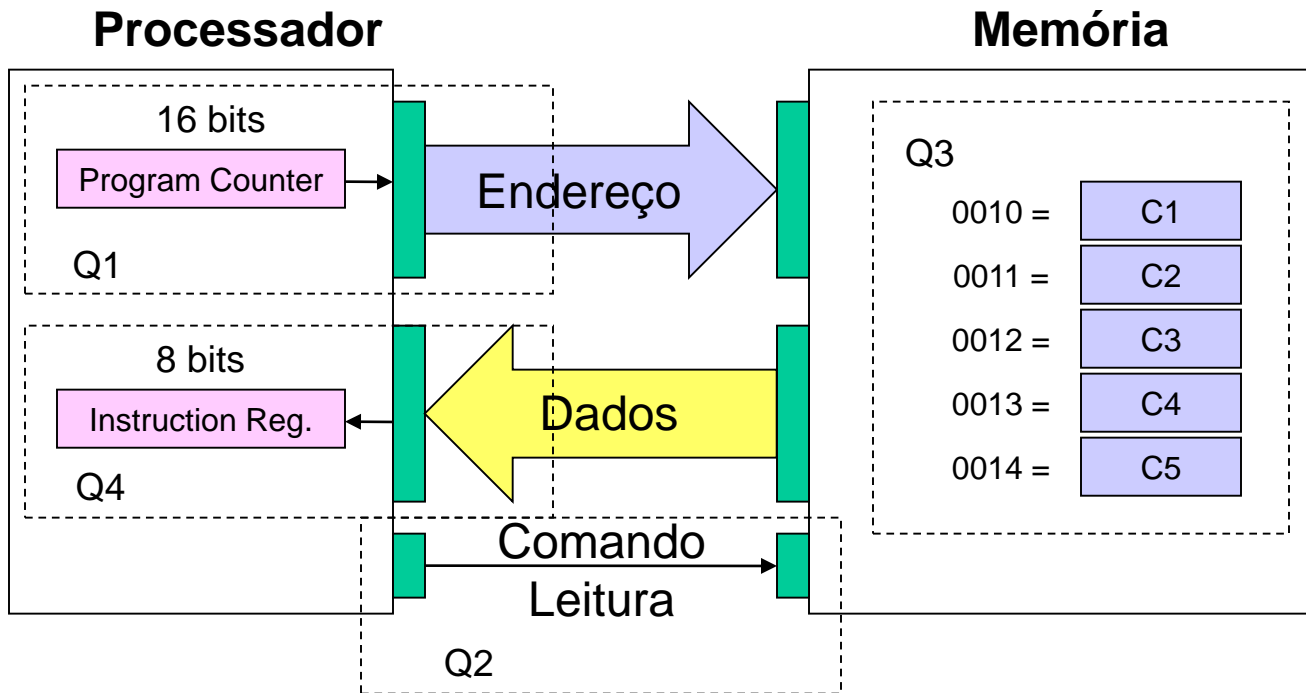 Processador
Memória
16 bits
Program Counter
Q1
Endereço
8 bits
Instruction Reg.
Q4
Dados
Comando
Leitura
Q2
Q3
0010 = C1
0011 = C2
0012 = C3
0013 = C4
0014 = C5